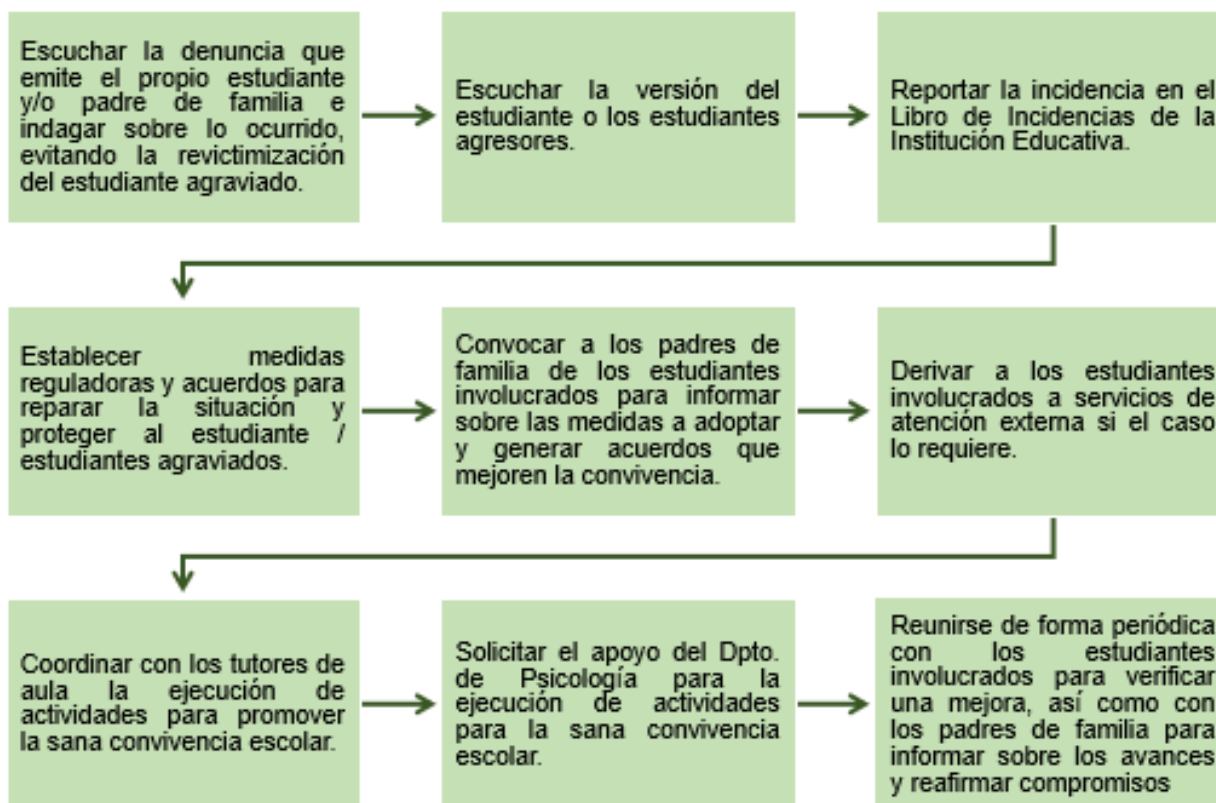 Escuchar la denuncia que
emite el propio estudiante
y/o padre de familia e
indagar sobre lo ocurrido,
evitando la revictimización
del estudiante agraviado.
Escuchar la versión del
estudiante o los estudiantes
agresores.
Reportar la incidencia en el
Libro de Incidencias de la
Institución Educativa.
Establecer medidas
reguladoras y acuerdos para
reparar la situación y
proteger al estudiante /
estudiantes agraviados.
Convocar a los padres de
familia de los estudiantes
involucrados para informar
sobre las medidas a adoptar
y generar acuerdos que
mejoren la convivencia.
Derivar a los estudiantes
involucrados a servicios de
atención externa si el caso
lo requiere.
Coordinar con los tutores de
aula la ejecución de
actividades para promover
la sana convivencia escolar.
Solicitar el apoyo del Dpto.
de Psicología para la
ejecución de actividades
para la sana convivencia
escolar.
Reunirse de forma periódica
con los estudiantes
involucrados para verificar
una mejora, así como con
los padres de familia para
informar sobre los avances
y reafirmar compromisos